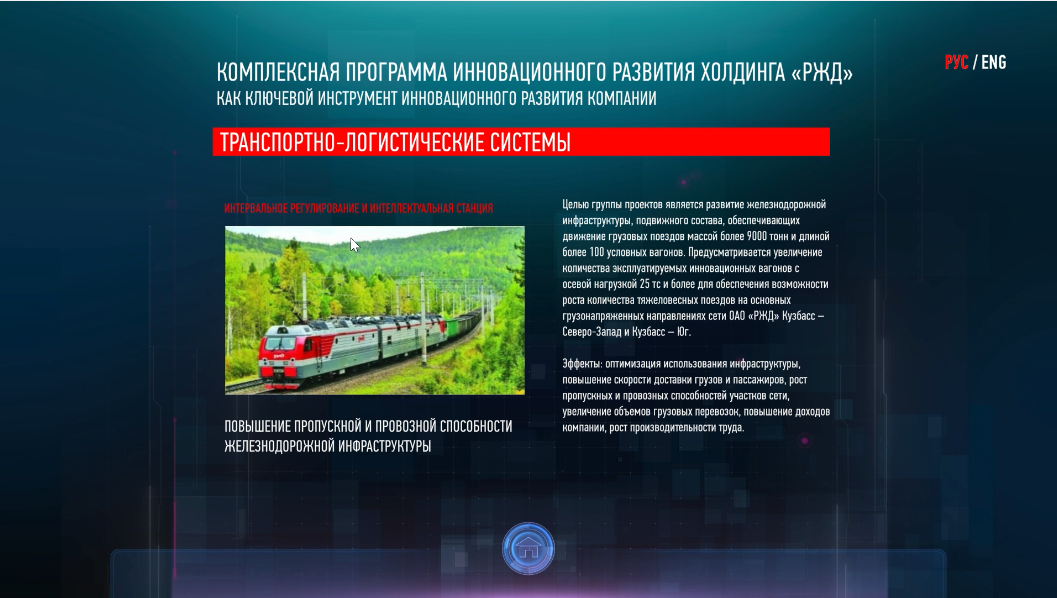 КОМПЛЕКСНАЯ ПРОГРАММА ИННОВАЦИОННОГО РАЗВИТИЯ ХОЛДИНГА «РЖД»
КАК КЛЮЧЕВОЙ ИНСТРУМЕНТ ИННОВАЦИОННОГО РАЗВИТИЯ КОМПАНИИ
РУС / ENG
ТРАНСПОРТНО-ЛОГИСТИЧЕСКИЕ СИСТЕМЫ
ИНТЕРВАЛЬНОЕ РЕГУЛИРОВАНИЕ И ИНТЕЛЛЕКТУАЛЬНАЯ СТАНЦИЯ
ПОВЫШЕНИЕ ПРОПУСКНОЙ И ПРОВОЗНОЙ СПОСОБНОСТИ
ЖЕЛЕЗНОДОРОЖНОЙ ИНФРАСТРУКТУРЫ
Целью группы проектов является развитие железнодорожной
инфраструктуры, подвижного состава, обеспечивающих
движение грузовых поездов массой более 9000 тонн и длиной
более 100 условных вагонов. Предусматривается увеличение
количества эксплуатируемых инновационных вагонов с
осевой нагрузкой 25 тс и более для обеспечения возможности
роста количества тяжеловесных поездов на основных
грузонапряженных направлениях сети ОАО «РЖД» Кузбасс –
Северо-Запад и Кузбасс – Юг.
Эффекты: оптимизация использования инфраструктуры,
повышение скорости доставки грузов и пассажиров, рост
пропускных и провозных способностей участков сети,
увеличение объемов грузовых перевозок, повышение доходов
компании, рост производительности труда.